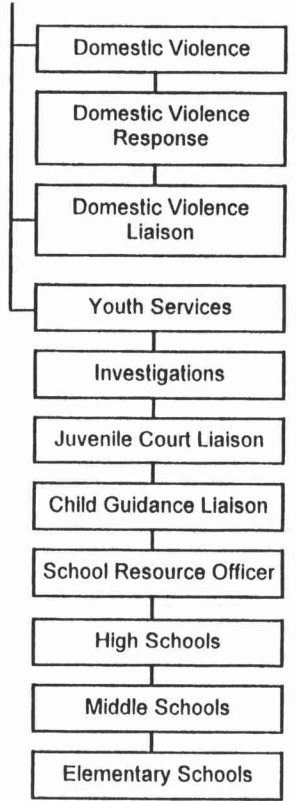 Domestic Violence
Domestic Violence
Response
Domestic Violence
Liaison
Youth Services
Investigations
Juvenile Court Liaison
Child Guidance Liaison
School Resource Officer
High Schools
Middle Schools
Elementary Schools